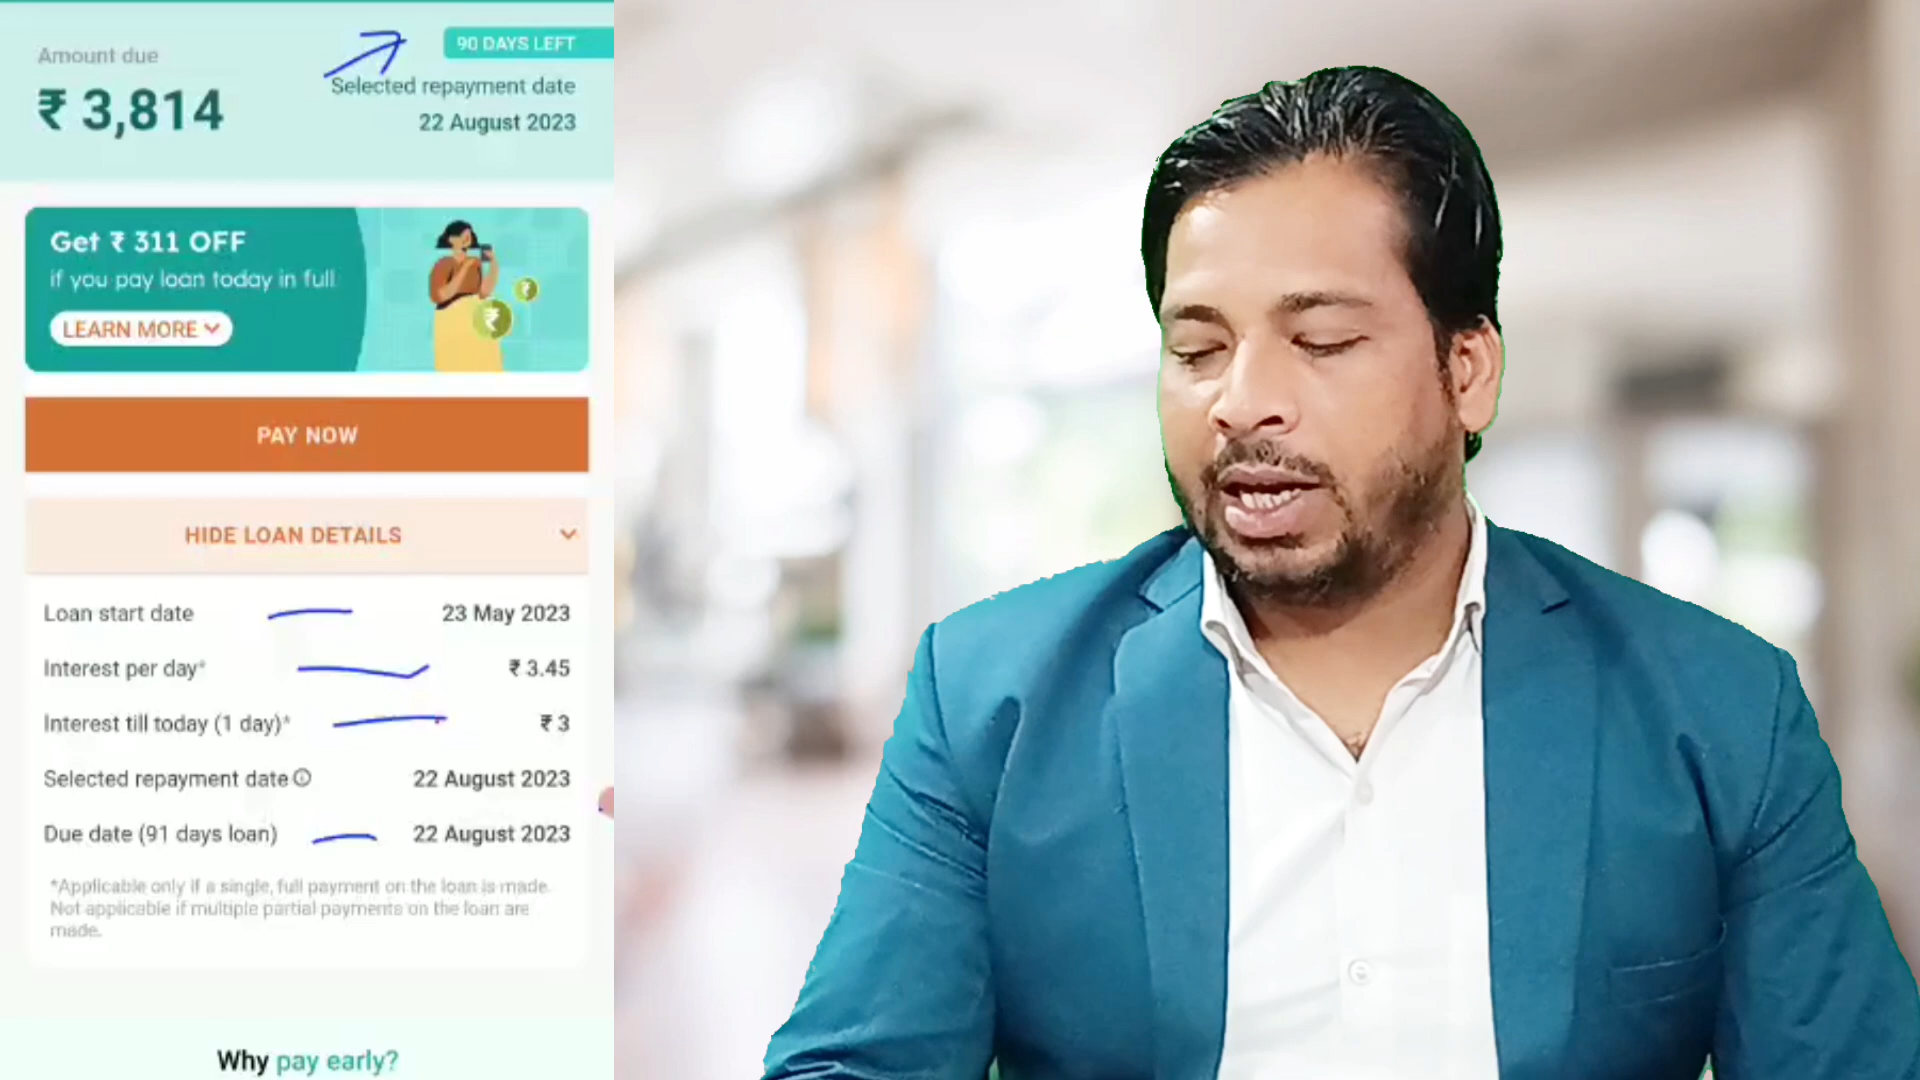 Amount due
₹ 3,814
90 DAYS LEFT
Selected repayment date
22 August 2023
Get ₹ 311 OFF
if you pay loan today in full
LEARN MORE
PAY NOW
HIDE LOAN DETAILS
Loan start date 23 May 2023
Interest per day* ₹ 3.45
Interest till today (1 day)* ₹ 3
Selected repayment date 22 August 2023
Due date (91 days loan) 22 August 2023
*Applicable only if a single, full payment on the loan is made.
Not applicable if multiple partial payments on the loan are
made.
Why pay early?